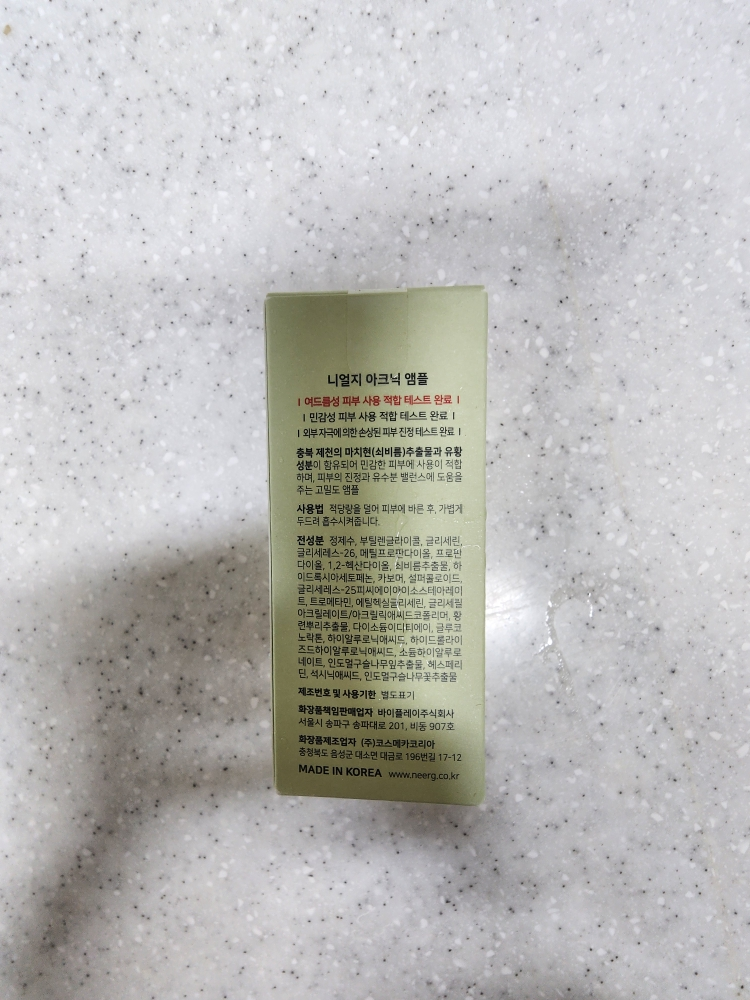 니얼지 아크닉 앰플
I 여드름성 피부 사용 적합 테스트 완료 I
I 민감성 피부 사용 적합 테스트 완료 I
I 외부 자극에 의한 손상된 피부 진정 테스트 완료 I
충북 제천의 마치현(쇠비름)추출물과 유황
성분이 함유되어 민감한 피부에 사용이 적합
하며, 피부의 진정과 유수분 밸런스에 도움을
주는 고밀도 앰플
사용법 적당량을 덜어 피부에 바른 후, 가볍게
두드려 흡수시켜줍니다.
전성분 정제수, 부틸렌글라이콜, 글리세린,
글리세레스-26, 메틸프로판다이올, 프로판
다이올, 1,2-헥산다이올, 쇠비름추출물, 하
이드록시아세토페논, 카보머, 설퍼콜로이드,
글리세레스-25피씨에이아이소스테아레이
트, 트로메타민, 에틸헥실글리세린, 글리세릴
아크릴레이트/아크릴릭애씨드코폴리머, 황
련뿌리추출물, 다이소듐이디티에이, 글루코
노락톤, 하이알루로닉애씨드, 하이드롤라이
즈드하이알루로닉애씨드, 소듐하이알루로
네이트, 인도멀구슬나무잎추출물, 헤스페리
딘, 석시닉애씨드, 인도멀구슬나무꽃추출물
제조번호 및 사용기한 별도표기
화장품책임판매업자 바이플레이주식회사
서울시 송파구 송파대로 201, 비동 907호
화장품제조업자 (주)코스메카코리아
충청북도 음성군 대소면 대금로 196번길 17-12
MADE IN KOREA www.neerg.co.kr